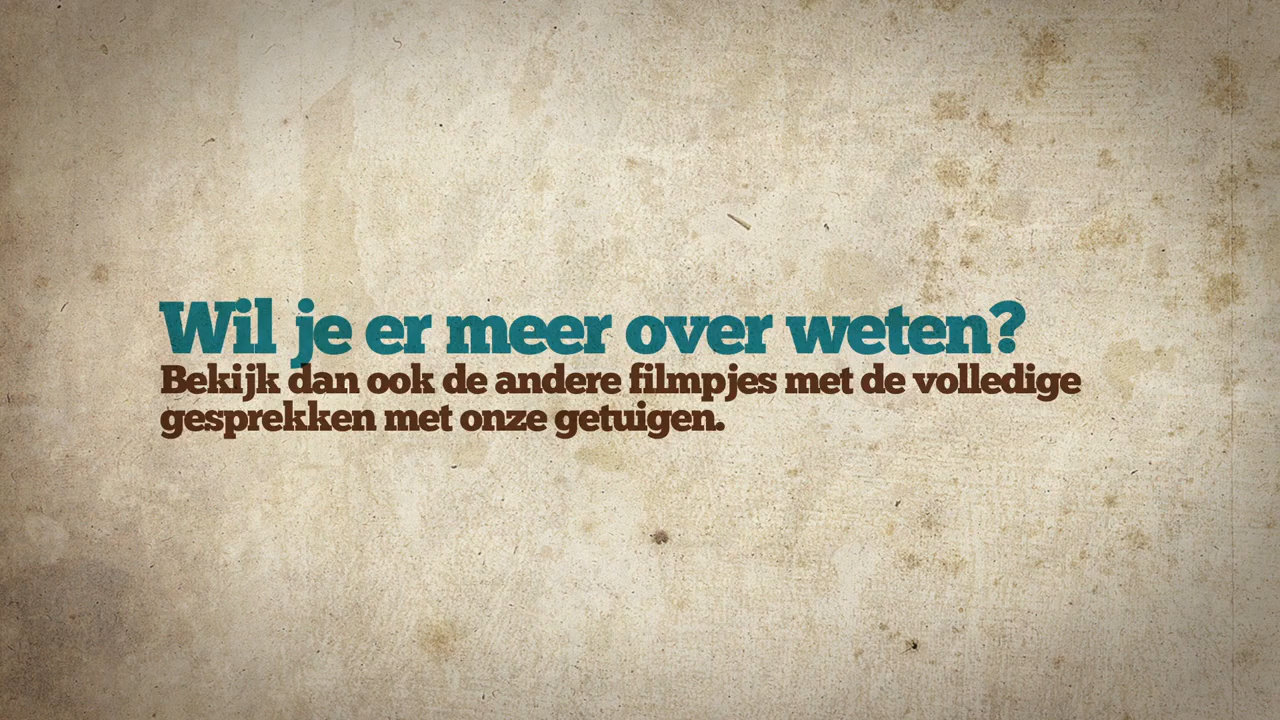 Wil je er meer over weten?
Bekijk dan ook de andere filmpjes met de volledige
gesprekken met onze getuigen.